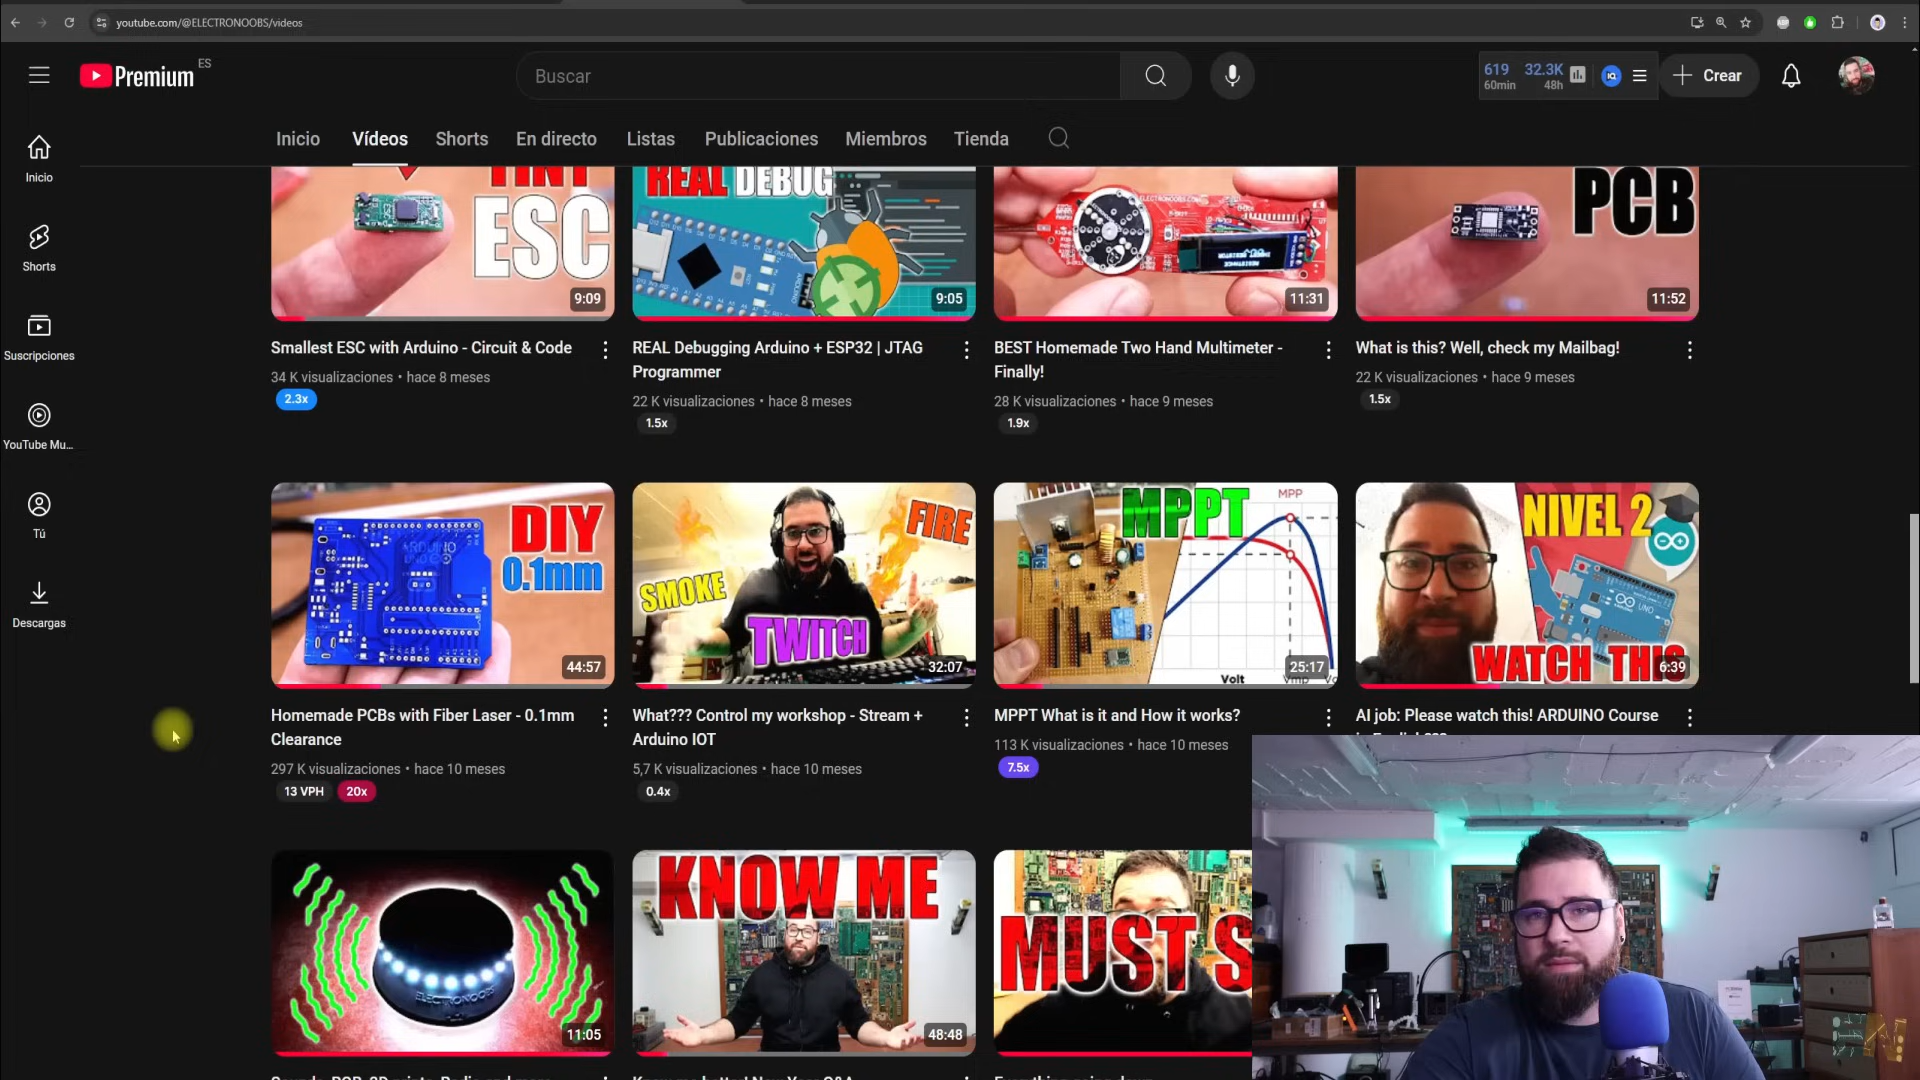 youtube.com/@ELECTRONOOBS/videos
Premium
ES
Buscar
619
60min
32.3K
48h
Crear
Inicio
Vídeos
Shorts
En directo
Listas
Publicaciones
Miembros
Tienda
Inicio
Shorts
Suscripciones
YouTube Mu...
Tú
Descargas
TINY
ESC
9:09
REAL DEBUG
9:05
11:31
PCB
11:52
Smallest ESC with Arduino - Circuit & Code
34 K visualizaciones • hace 8 meses
2.3x
REAL Debugging Arduino + ESP32 | JTAG
Programmer
22 K visualizaciones • hace 8 meses
1.5x
BEST Homemade Two Hand Multimeter -
Finally!
28 K visualizaciones • hace 9 meses
1.9x
What is this? Well, check my Mailbag!
22 K visualizaciones • hace 9 meses
1.5x
DIY
0.1mm
44:57
SMOKE
FIRE
TWITCH
32:07
MPPT
MPP
Volt
Vmp
25:17
NIVEL 2
UNO
WATCH THIS
6:39
Homemade PCBs with Fiber Laser - 0.1mm
Clearance
297 K visualizaciones • hace 10 meses
13 VPH
20x
What??? Control my workshop - Stream +
Arduino IOT
5,7 K visualizaciones • hace 10 meses
0.4x
MPPT What is it and How it works?
113 K visualizaciones • hace 10 meses
7.5x
AI job: Please watch this! ARDUINO Course
ELECTRONOOBS
11:05
KNOW ME
48:48
MUST S